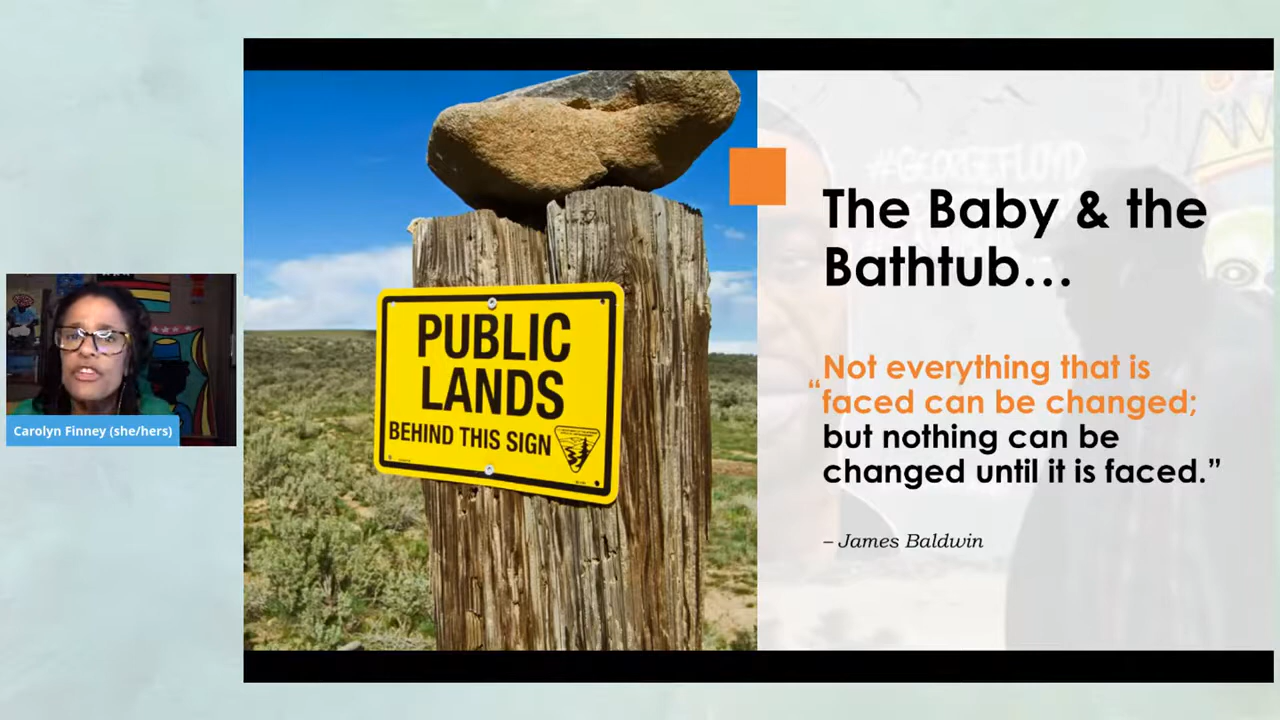 PUBLIC
LANDS
BEHIND THIS SIGN
#GEORGEFLOYD
The Baby & the
Bathtub…
“Not everything that is
faced can be changed;
but nothing can be
changed until it is faced.”
– James Baldwin
Carolyn Finney (she/hers)